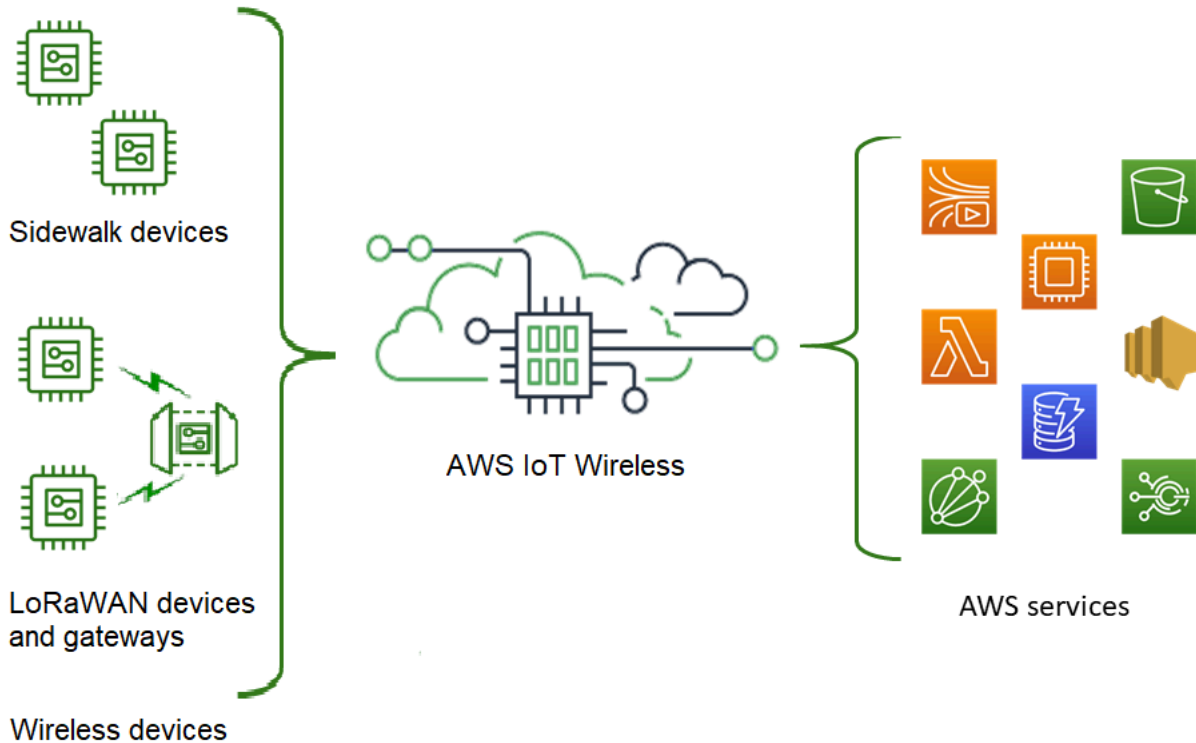 Sidewalk devices
LoRaWAN devices
and gateways
Wireless devices
AWS IoT Wireless
AWS services